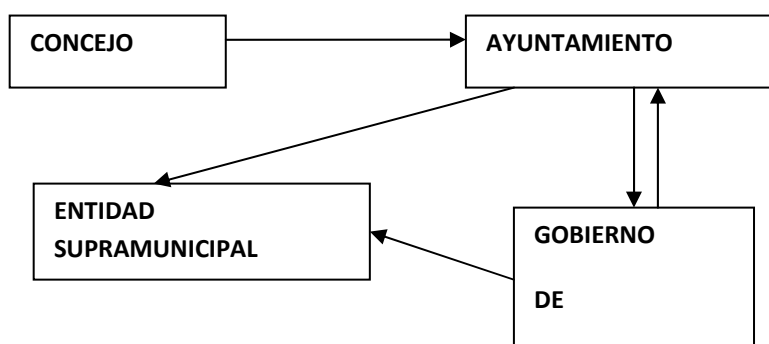 CONCEJO
AYUNTAMIENTO
ENTIDAD
SUPRAMUNICIPAL
GOBIERNO
DE